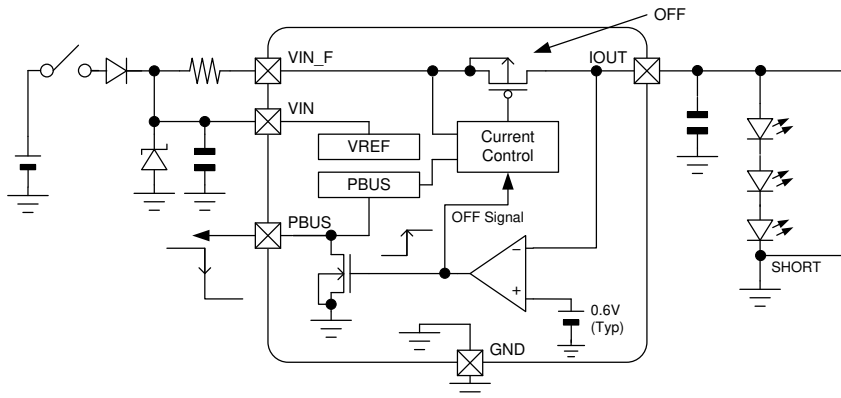 OFF
VIN_F
IOUT
VIN
VREF
Current
Control
PBUS
PBUS
OFF Signal
SHORT
−
+
0.6V
(Typ)
GND